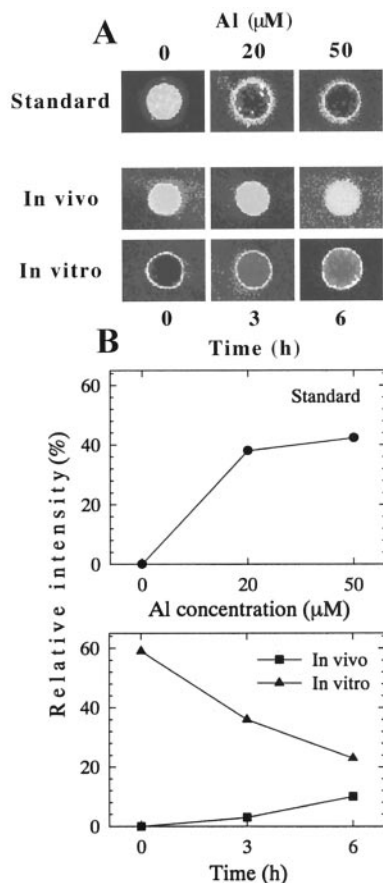 A
Al (μM)
0 20 50
Standard
In vivo
In vitro
0 3 6
Time (h)
B
Relative intensity (%)
60
40
20
0
Standard
0 20 50
Al concentration (μM)
60
40
20
0
In vivo
In vitro
0 3 6
Time (h)